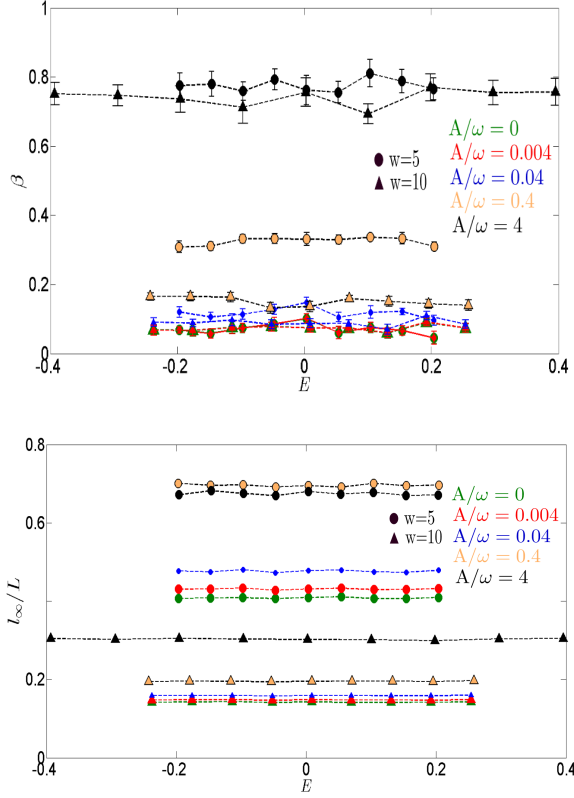 1
0.8
0.6
0.4
0.2
0
β
-0.4
-0.2
0
0.2
0.4
E
w=5
w=10
A/ω = 0
A/ω = 0.004
A/ω = 0.04
A/ω = 0.4
A/ω = 4
0.8
0.6
0.2
0
l∞/L
-0.4
-0.2
0
0.2
0.4
E
w=5
w=10
A/ω = 0
A/ω = 0.004
A/ω = 0.04
A/ω = 0.4
A/ω = 4